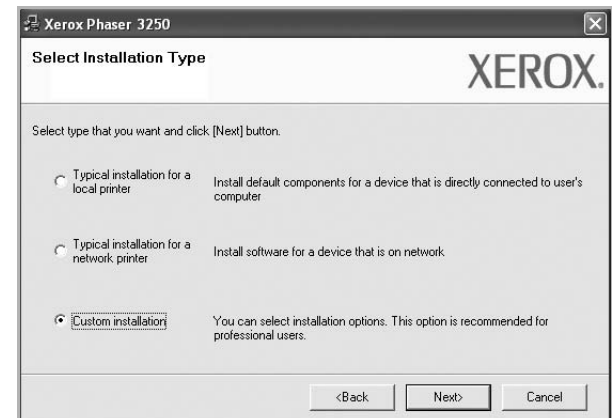 Xerox Phaser 3250
Select Installation Type
XEROX.
Select type that you want and click [Next] button.
Typical installation for a
local printer
Install default components for a device that is directly connected to user's
computer
Typical installation for a
network printer
Install software for a device that is on network
Custom installation
You can select installation options. This option is recommended for
professional users.
<Back
Next>
Cancel